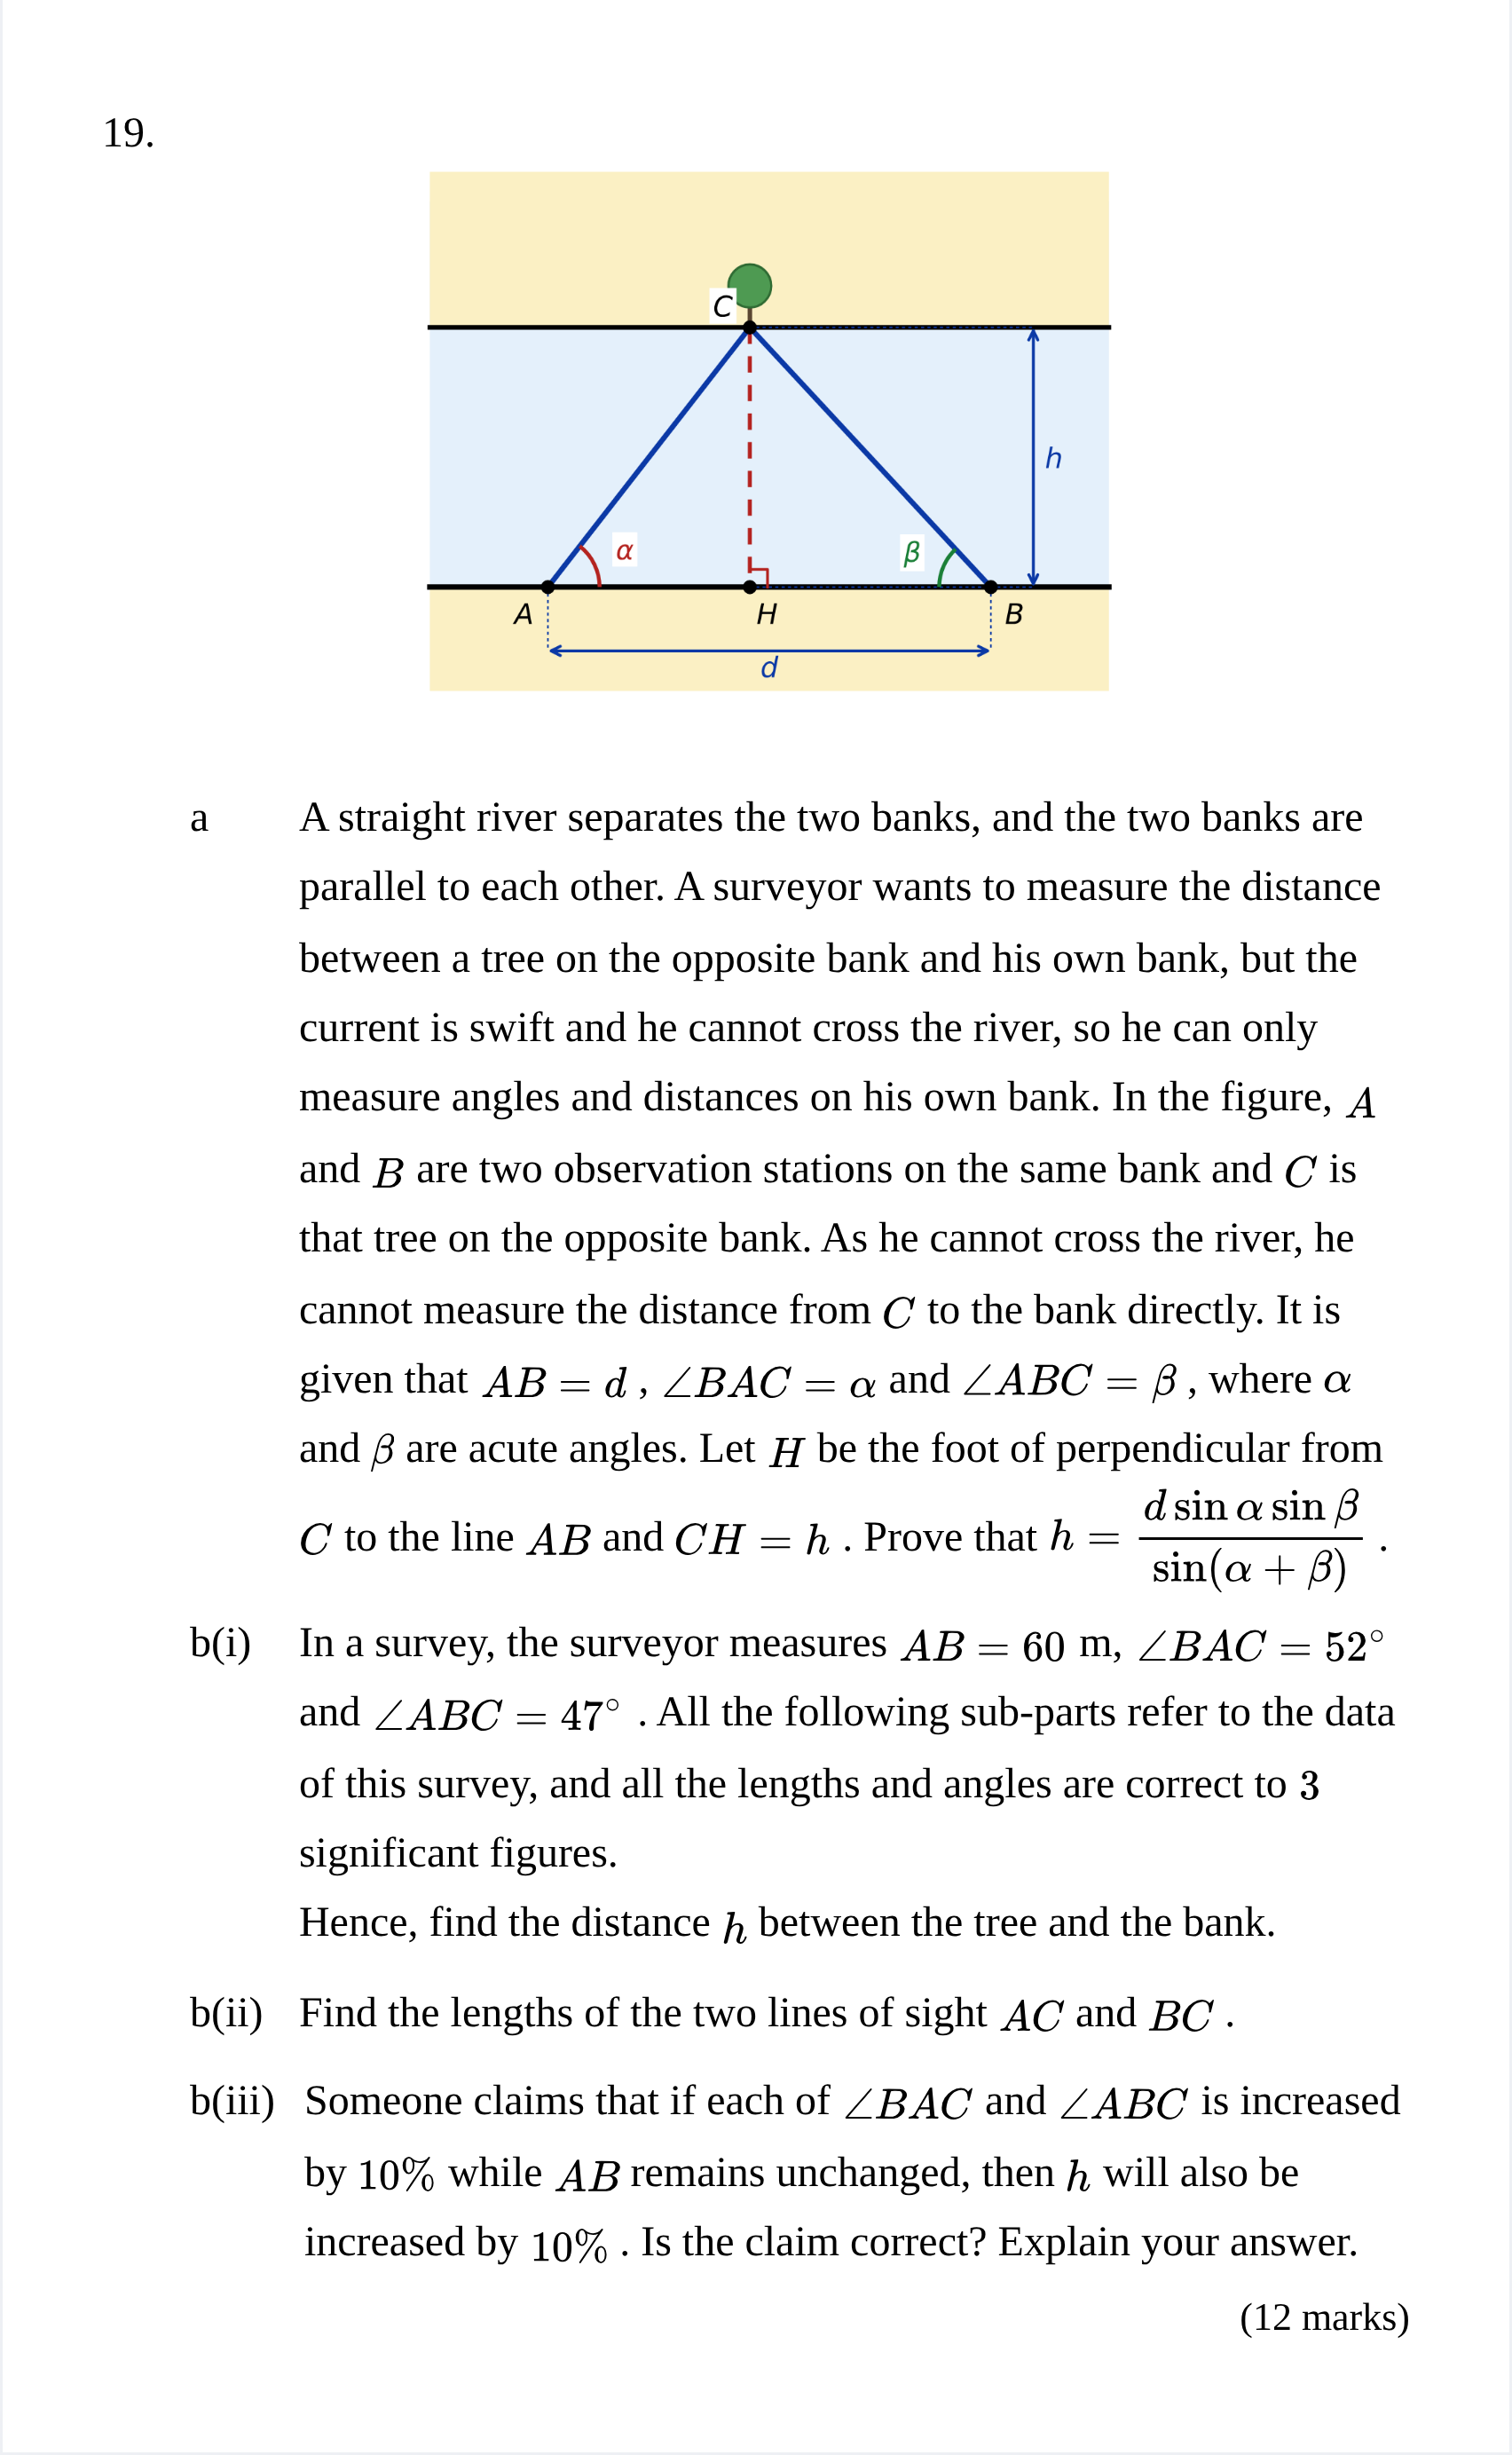 19.
C
h
α
β
A
H
B
d
a A straight river separates the two banks, and the two banks are
parallel to each other. A surveyor wants to measure the distance
between a tree on the opposite bank and his own bank, but the
current is swift and he cannot cross the river, so he can only
measure angles and distances on his own bank. In the figure, A
and B are two observation stations on the same bank and C is
that tree on the opposite bank. As he cannot cross the river, he
cannot measure the distance from C to the bank directly. It is
given that AB = d , ∠BAC = α and ∠ABC = β , where α
and β are acute angles. Let H be the foot of perpendicular from
C to the line AB and CH = h . Prove that h = \frac{d sin α sin β}{sin(α + β)} .
b(i) In a survey, the surveyor measures AB = 60 m, ∠BAC = 52°
and ∠ABC = 47° . All the following sub-parts refer to the data
of this survey, and all the lengths and angles are correct to 3
significant figures.
Hence, find the distance h between the tree and the bank.
b(ii) Find the lengths of the two lines of sight AC and BC .
b(iii) Someone claims that if each of ∠BAC and ∠ABC is increased
by 10% while AB remains unchanged, then h will also be
increased by 10% . Is the claim correct? Explain your answer.
(12 marks)